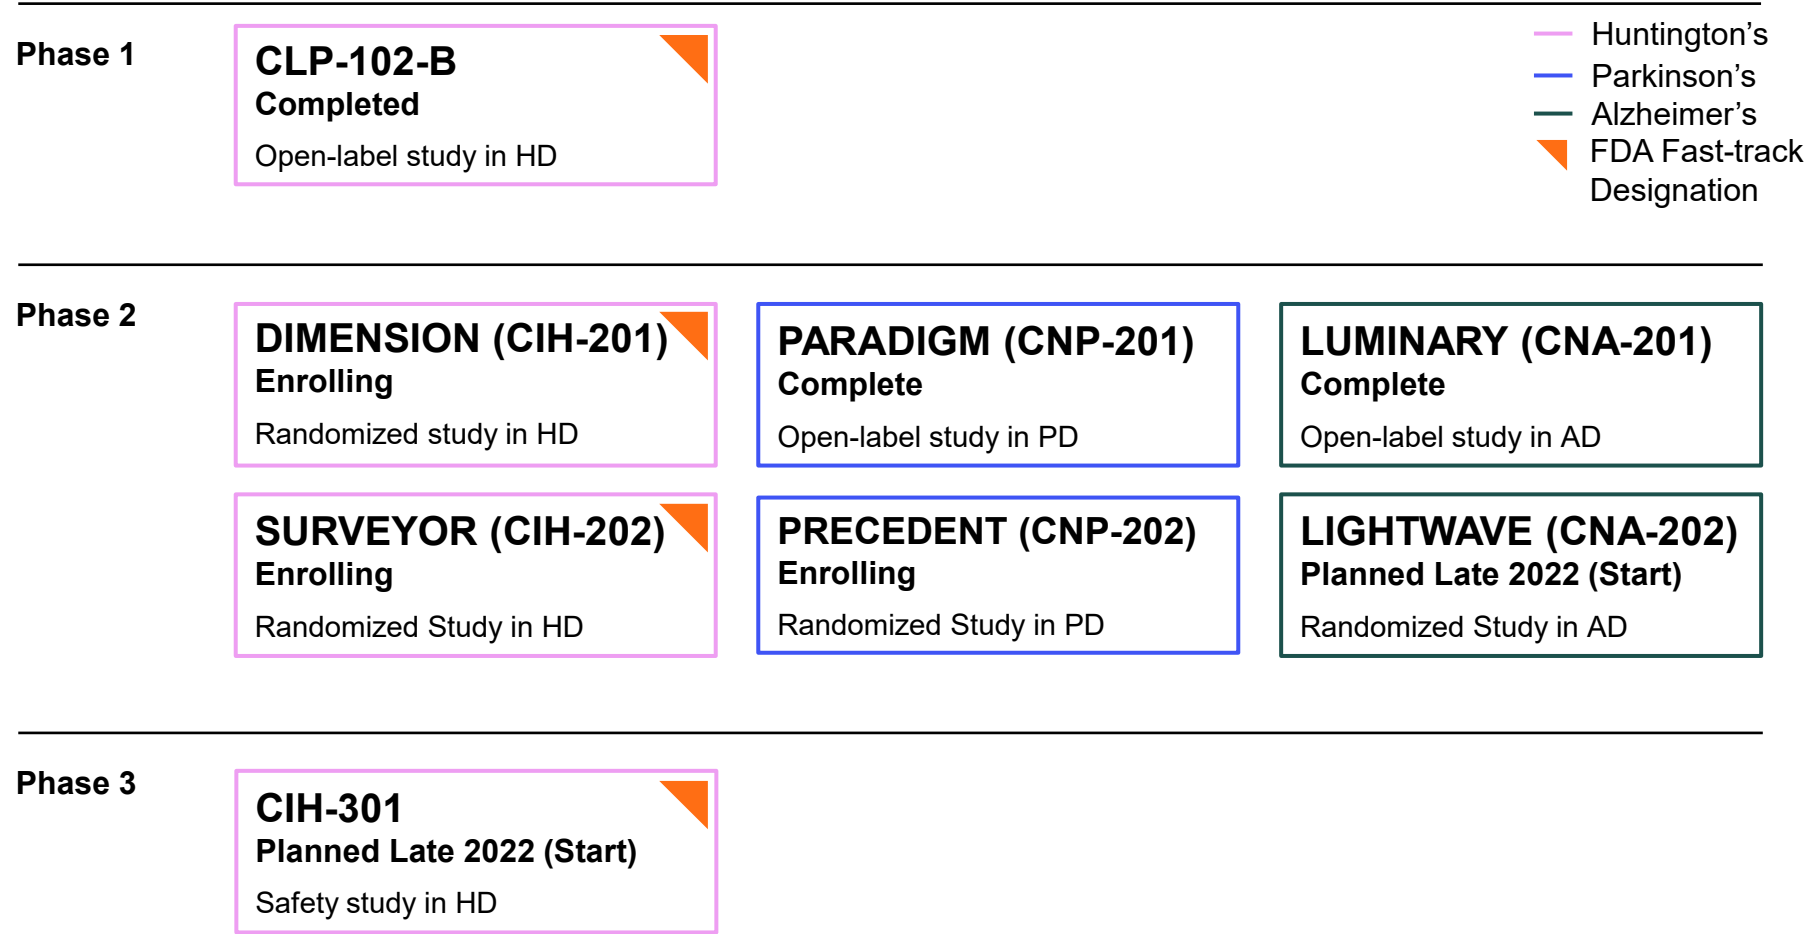 Phase 1
CLP-102-B
Completed
Open-label study in HD
Huntington’s
Parkinson’s
Alzheimer’s
FDA Fast-track
Designation
Phase 2
DIMENSION (CIH-201)
Enrolling
Randomized study in HD
PARADIGM (CNP-201)
Complete
Open-label study in PD
LUMINARY (CNA-201)
Complete
Open-label study in AD
SURVEYOR (CIH-202)
Enrolling
Randomized Study in HD
PRECEDENT (CNP-202)
Enrolling
Randomized Study in PD
LIGHTWAVE (CNA-202)
Planned Late 2022 (Start)
Randomized Study in AD
Phase 3
CIH-301
Planned Late 2022 (Start)
Safety study in HD